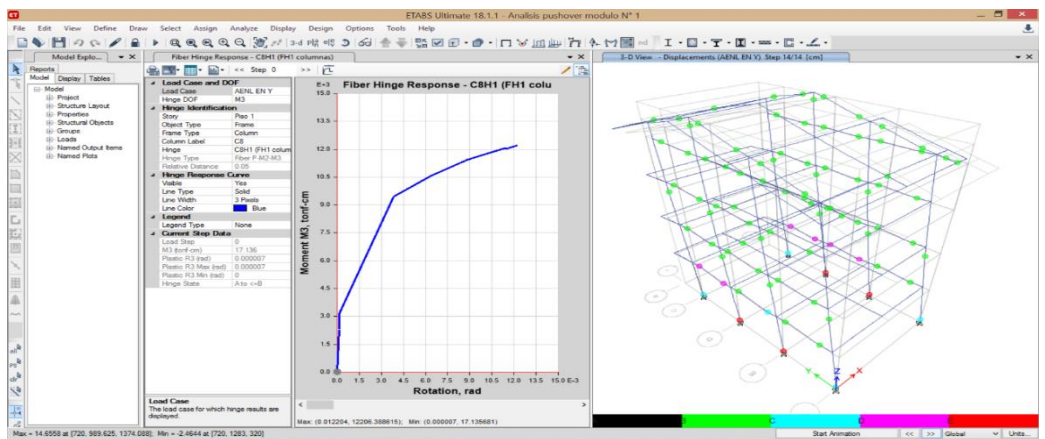 ETABS Ultimate 18.1.1 - Analisis pushover modulo N° 1
File Edit View Define Draw Select Assign Analyze Display Design Options Tools Help
Model Explo...
Reports
Model Display Tables
Model
Project
Structure Layout
Properties
Structural Objects
Groups
Loads
Named Output Items
Named Plots
Fiber Hinge Response - C8H1 (FH1 columnas)
<< Step 0 >>
Load Case and DOF
Load Case AENL EN Y
Hinge DOF M3
Hinge Identification
Story Piso 1
Object Type Frame
Frame Type Column
Column Label C8
Hinge C8H1 (FH1 colum
Hinge Type Fiber P-M2-M3
Relative Distance 0.05
Hinge Response Curve
Visible Yes
Line Type Solid
Line Width 3 Pixels
Line Color Blue
Legend
Legend Type None
Current Step Data
Load Step 0
M3 (tonf-cm) 17.136
Plastic R3 (rad) 0.000007
Plastic R3 Max (rad) 0.000007
Plastic R3 Min (rad) 0
Hinge State A to <=B
Load Case
The load case for which hinge results are displayed.
Fiber Hinge Response - C8H1 (FH1 colu
E+3
15.0
13.5
12.0
10.5
9.0
7.5
6.0
4.5
3.0
1.5
0.0
Moment M3, tonf-cm
0.0 1.5 3.0 4.5 6.0 7.5 9.0 10.5 12.0 13.5 15.0 E-3
Rotation, rad
Max: (0.012204, 12206.388615); Min: (0.000007, 17.135681)
3-D View - Displacements (AENL EN Y) Step 14/14 [cm]
Z
Y
X
B C D E
Max = 14.6558 at [720, 989.625, 1374.088]; Min = -2.4644 at [720, 1283, 320]
Start Animation << >> Global Units...